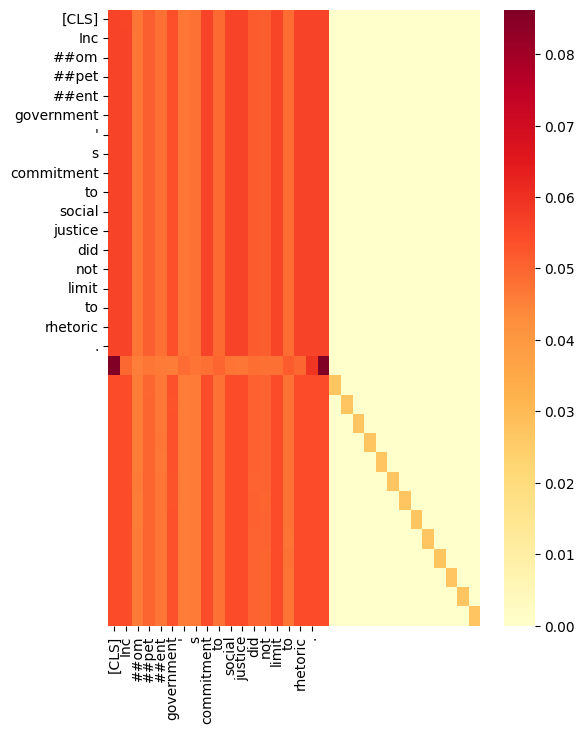 [CLS]
Inc
##om
##pet
##ent
government
'
s
commitment
to
social
justice
did
not
limit
to
rhetoric
.
0.08
0.07
0.06
0.05
0.04
0.03
0.02
0.01
0.00
[CLS]
Inc
##om
##pet
##ent
government
'
s
commitment
to
social
justice
did
not
limit
to
rhetoric
.